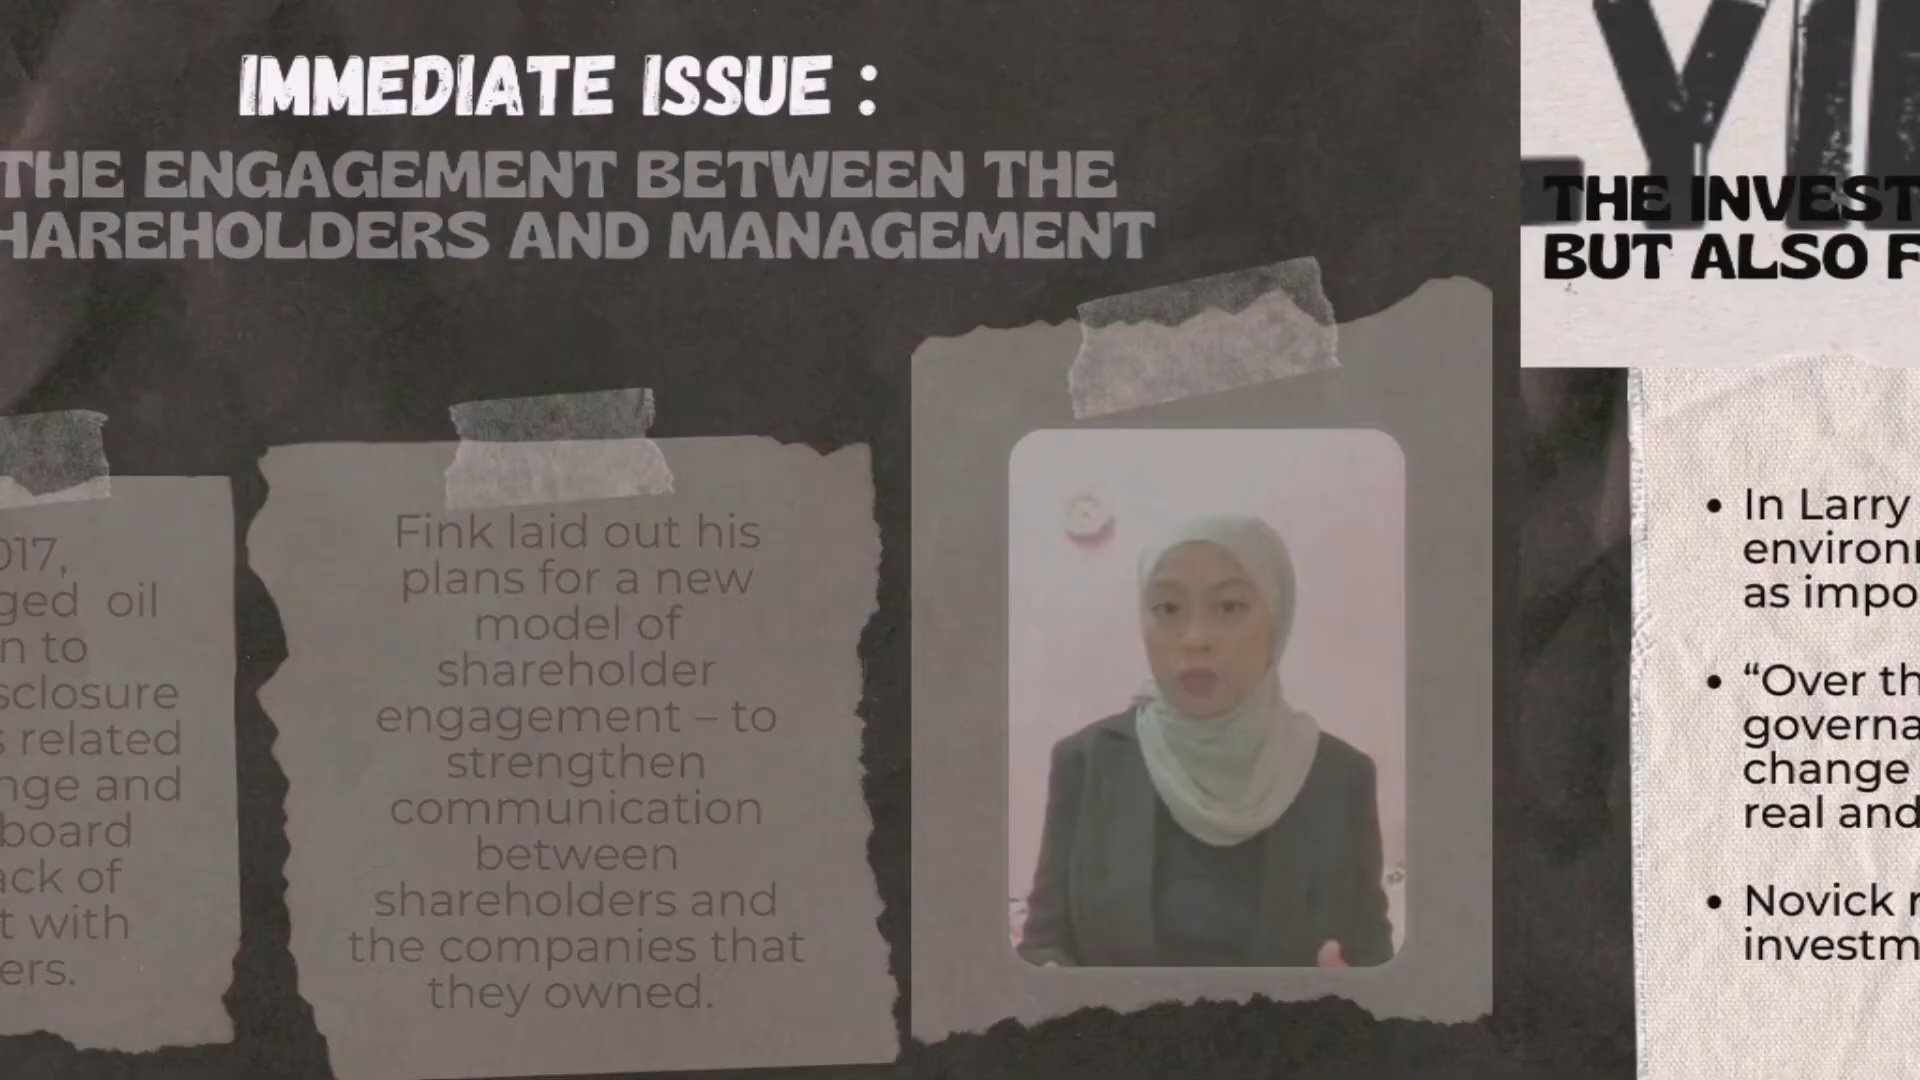 IMMEDIATE ISSUE :
THE ENGAGEMENT BETWEEN THE
HAREHOLDERS AND MANAGEMENT
017,
ged oil
n to
sclosure
s related
nge and
board
ack of
t with
ers.
Fink laid out his
plans for a new
model of
shareholder
engagement – to
strengthen
communication
between
shareholders and
the companies that
they owned.
THE INVEST
BUT ALSO F
• In Larry
environ
as impo
• “Over th
governa
change
real and
• Novick r
investm